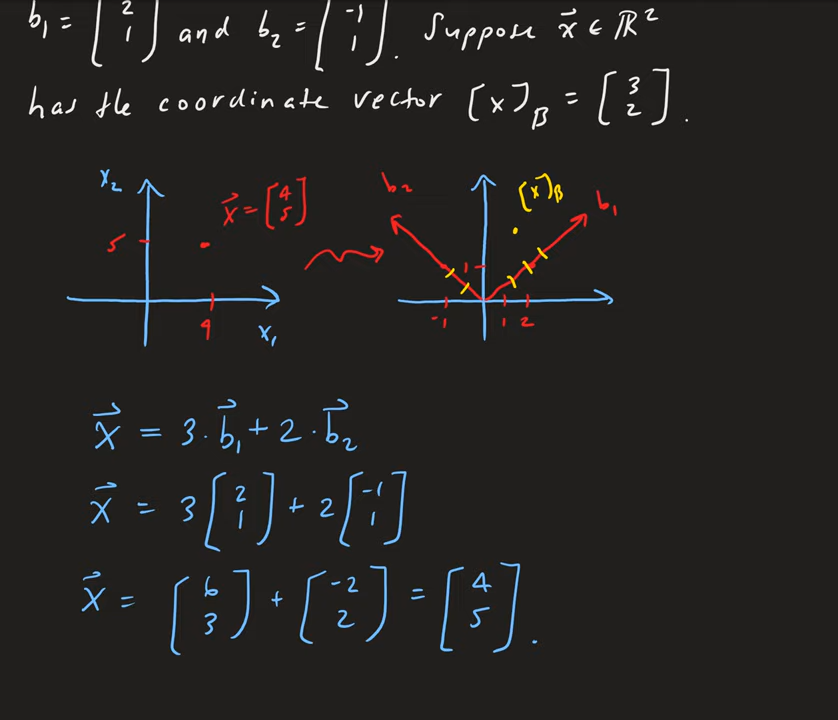 b₁ = [2 1] and b₂ = [-1 1]. Suppose x⃗ ∈ ℝ²
has the coordinate vector [x]_β = [3 2].
x₂
x⃗ = [4 5]
5
4
x₁
b₂
[x⃗]_β
b₁
1
-1 1 2
x⃗ = 3·b⃗₁ + 2·b⃗₂
x⃗ = 3[2 1] + 2[-1 1]
x⃗ = [6 3] + [-2 2] = [4 5].